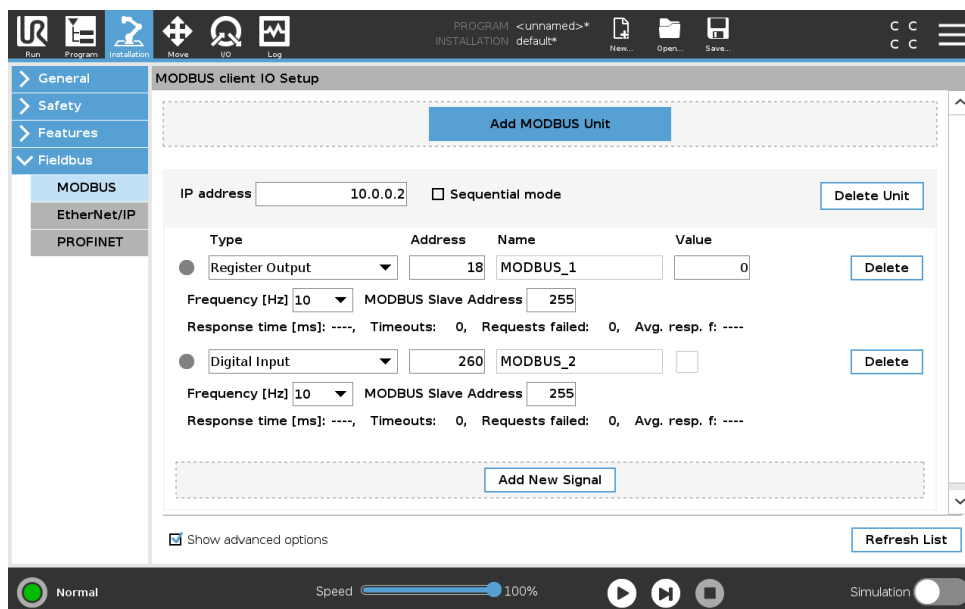 PROGRAM <unnamed>*
INSTALLATION default*
UR
Run Program Installation Move I/O Log New... Open... Save...
C C
C C
General
Safety
Features
Fieldbus
MODBUS
EtherNet/IP
PROFINET
MODBUS client IO Setup
Add MODBUS Unit
IP address 10.0.0.2 Sequential mode Delete Unit
Type Address Name Value
Register Output 18 MODBUS_1 0 Delete
Frequency [Hz] 10 MODBUS Slave Address 255
Response time [ms]: ----, Timeouts: 0, Requests failed: 0, Avg. resp. f: ----
Digital Input 260 MODBUS_2 Delete
Frequency [Hz] 10 MODBUS Slave Address 255
Response time [ms]: ----, Timeouts: 0, Requests failed: 0, Avg. resp. f: ----
Add New Signal
Show advanced options Refresh List
Normal Speed 100% Simulation